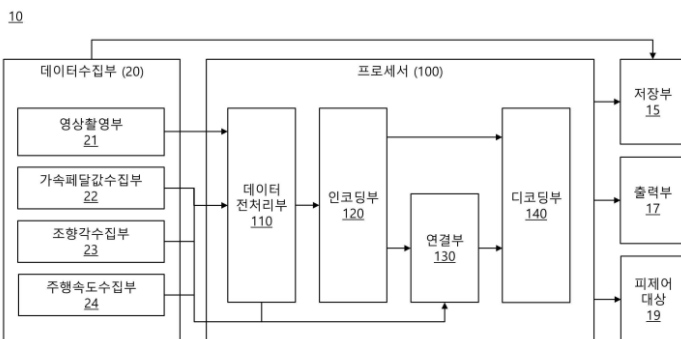 10
데이터수집부 (20)
영상촬영부
21
가속페달값수집부
22
조향각수집부
23
주행속도수집부
24
프로세서 (100)
데이터
전처리부
110
인코딩부
120
연결부
130
디코딩부
140
저장부
15
출력부
17
피제어
대상
19